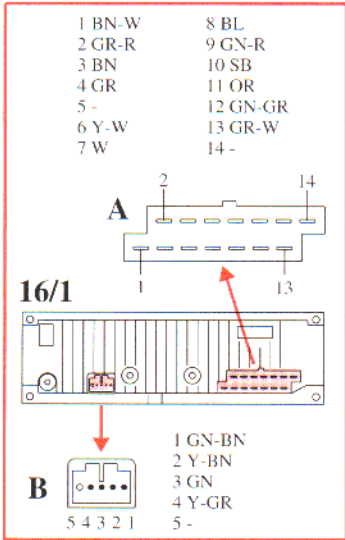 1 BN-W 8 BL
2 GR-R 9 GN-R
3 BN 10 SB
4 GR 11 OR
5 - 12 GN-GR
6 Y-W 13 GR-W
7 W 14 -
2 14
A
1 13
16/1
1 GN-BN
2 Y-BN
3 GN
B 4 Y-GR
5 4 3 2 1 5 -